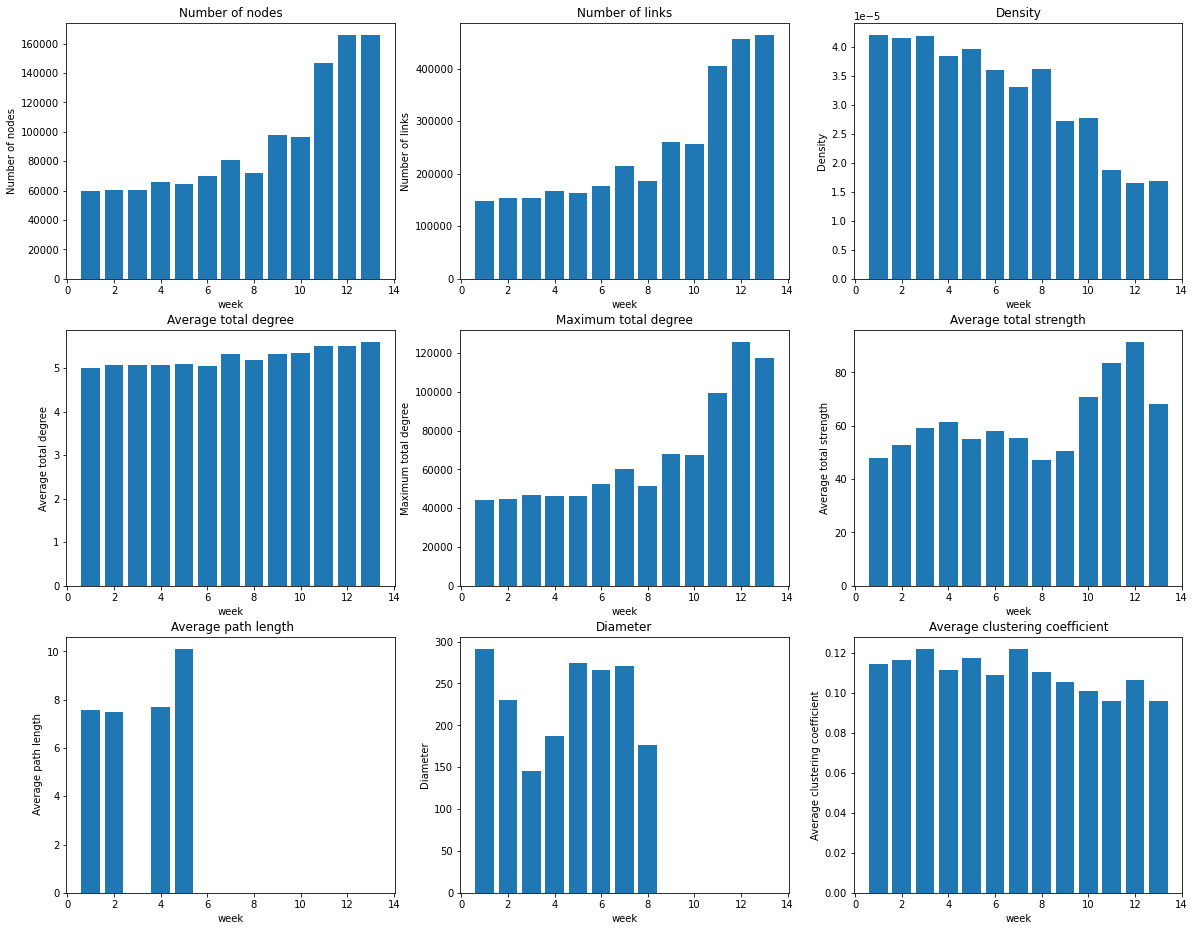 Number of nodes
Number of nodes
160000
140000
120000
100000
80000
60000
40000
20000
0
0 2 4 6 8 10 12 14
week
Number of links
Number of links
400000
300000
200000
100000
0
0 2 4 6 8 10 12 14
week
Density
1e−5
Density
4.0
3.5
3.0
2.5
2.0
1.5
1.0
0.5
0.0
0 2 4 6 8 10 12 14
week
Average total degree
Average total degree
5
4
3
2
1
0
0 2 4 6 8 10 12 14
week
Maximum total degree
Maximum total degree
120000
100000
80000
60000
40000
20000
0
0 2 4 6 8 10 12 14
week
Average total strength
Average total strength
80
60
40
20
0
0 2 4 6 8 10 12 14
week
Average path length
Average path length
10
8
6
4
2
0
0 2 4 6 8 10 12 14
week
Diameter
Diameter
300
250
200
150
100
50
0
0 2 4 6 8 10 12 14
week
Average clustering coefficient
Average clustering coefficient
0.12
0.10
0.08
0.06
0.04
0.02
0.00
0 2 4 6 8 10 12 14
week